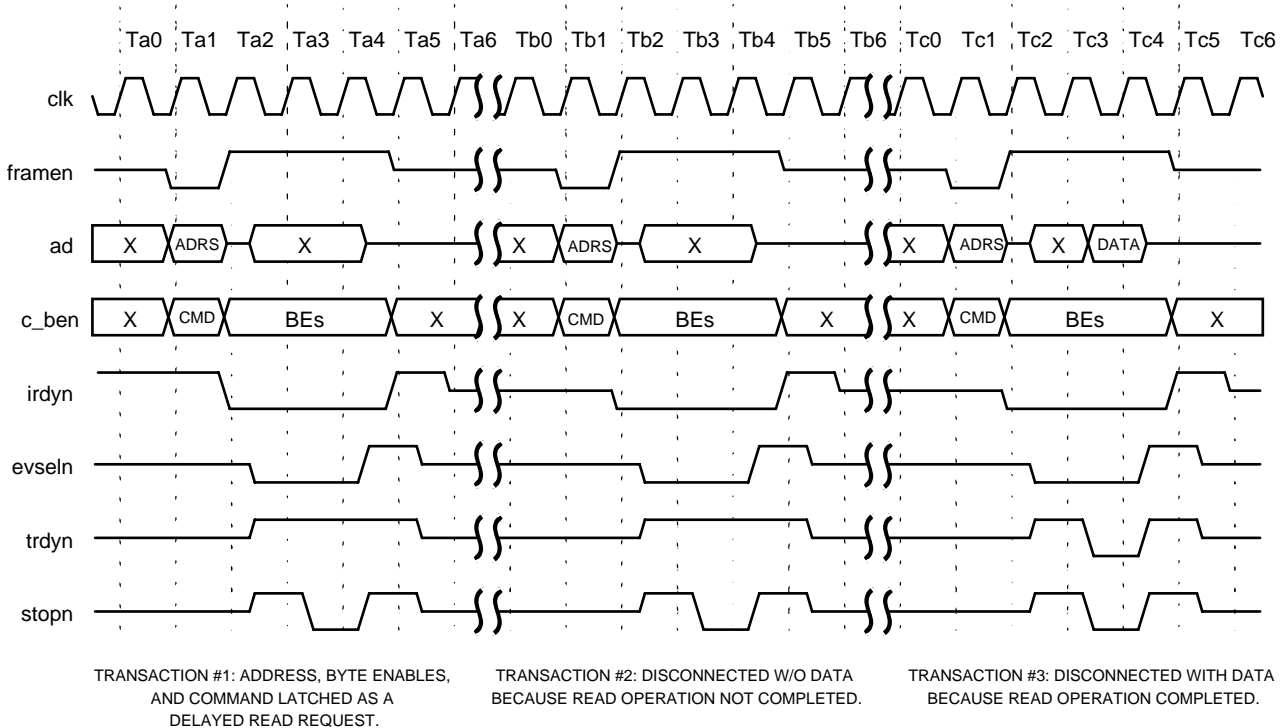 Ta0 Ta1 Ta2 Ta3 Ta4 Ta5 Ta6 Tb0 Tb1 Tb2 Tb3 Tb4 Tb5 Tb6 Tc0 Tc1 Tc2 Tc3 Tc4 Tc5 Tc6
clk
framen
ad X ADRS X X ADRS X X ADRS X DATA
c_ben X CMD BEs X X CMD BEs X X CMD BEs X
irdyn
evseln
trdyn
stopn
TRANSACTION #1: ADDRESS, BYTE ENABLES,
AND COMMAND LATCHED AS A
DELAYED READ REQUEST.
TRANSACTION #2: DISCONNECTED W/O DATA
BECAUSE READ OPERATION NOT COMPLETED.
TRANSACTION #3: DISCONNECTED WITH DATA
BECAUSE READ OPERATION COMPLETED.